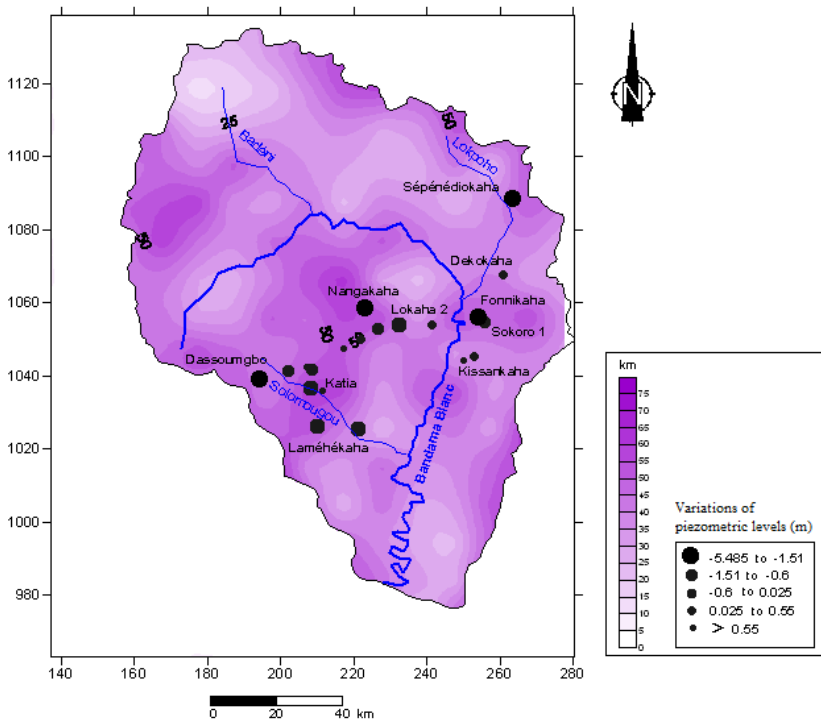 N
1120
1100
1080
1060
1040
1020
1000
980
140
160
180
200
220
240
260
280
0
20
40 km
25
50
50
50
Badéni
Lokpoho
Sépénédiokaha
Dekokaha
Nangakaha
Lokaha 2
Fonnikaha
Sokoro 1
Dassoumgbo
Katia
Kissankaha
Solomougou
Laméhékaha
Bandama Blanc
km
75
70
65
60
55
50
45
40
35
30
25
20
15
10
5
0
Variations of
piezometric levels (m)
-5.485 to -1.51
-1.51 to -0.6
-0.6 to 0.025
0.025 to 0.55
> 0.55